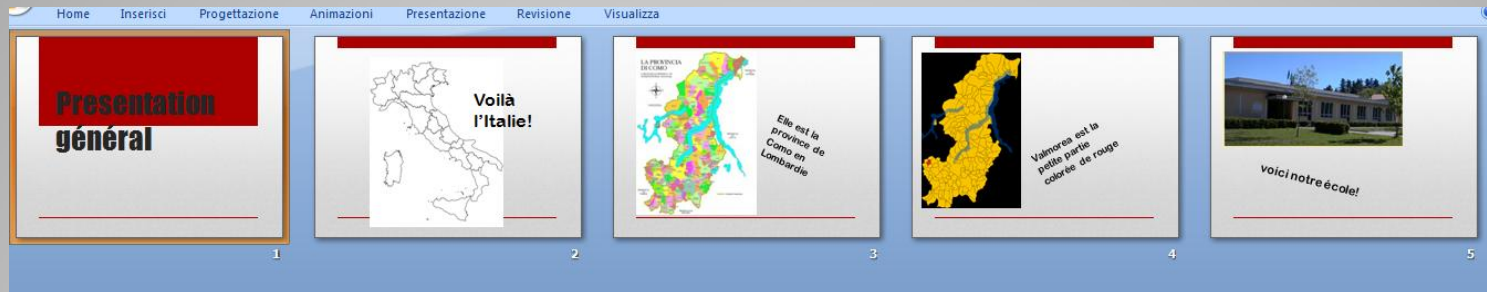 Home Inserisci Progettazione Animazioni Presentazione Revisione Visualizza
Presentation
général
Voilà
l'Italie!
LA PROVINCIA
DI COMO
Elle est la
province de
Como en
Lombardie
Valmorea est la
petite partie
colorée de rouge
voici notre école!
1
2
3
4
5